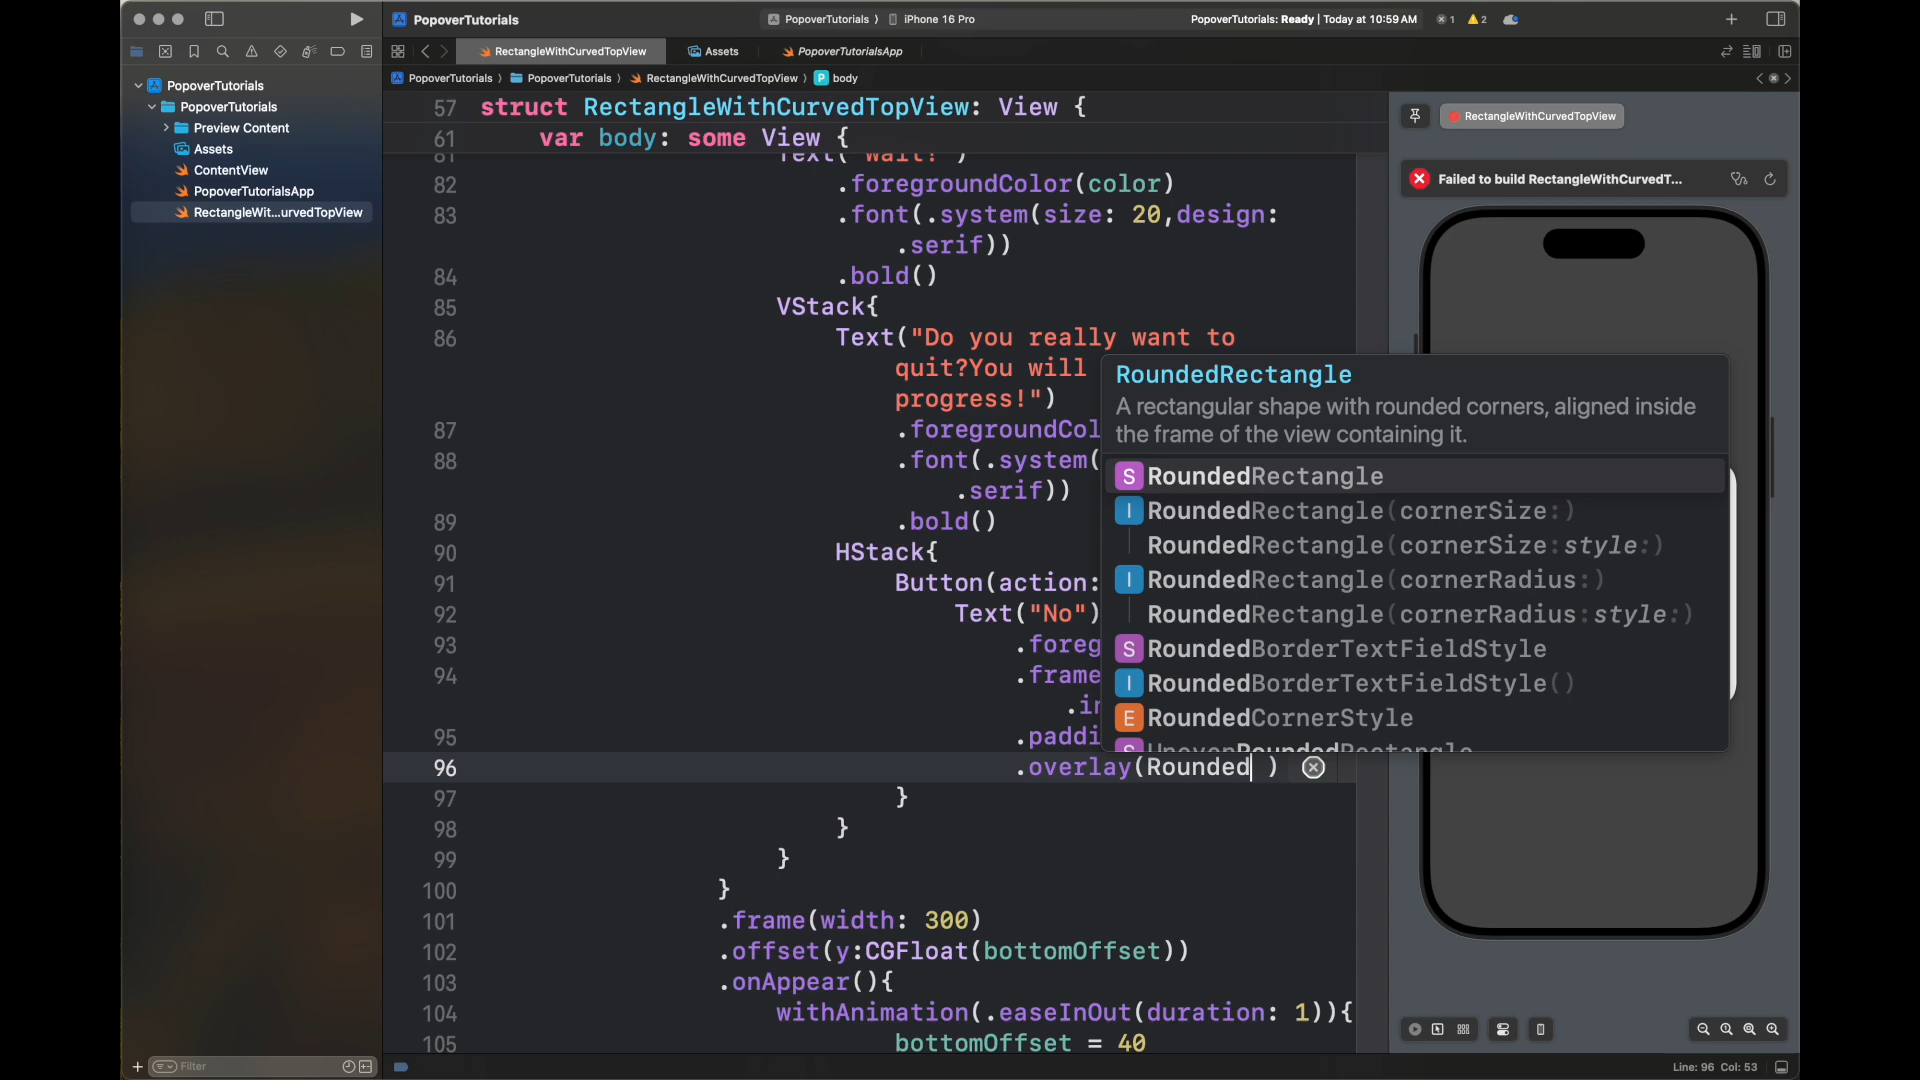 PopoverTutorials
PopoverTutorials 〉 iPhone 16 Pro
PopoverTutorials: Ready | Today at 10:59 AM
1
2
RectangleWithCurvedTopView
Assets
PopoverTutorialsApp
PopoverTutorials 〉 PopoverTutorials 〉 RectangleWithCurvedTopView 〉 P body
PopoverTutorials
PopoverTutorials
Preview Content
Assets
ContentView
PopoverTutorialsApp
RectangleWit...urvedTopView
57 struct RectangleWithCurvedTopView: View {
61 var body: some View {
81 Text("Wait!")
82 .foregroundColor(color)
83 .font(.system(size: 20,design:
.serif))
84 .bold()
85 VStack{
86 Text("Do you really want to
quit?You will
progress!")
87 .foregroundCol
88 .font(.system(
.serif))
89 .bold()
90 HStack{
91 Button(action:
92 Text("No")
93 .foreg
94 .frame
.in
95 .paddi
96 .overlay(Rounded )
97 }
98 }
99 }
100 }
101 .frame(width: 300)
102 .offset(y:CGFloat(bottomOffset))
103 .onAppear(){
104 withAnimation(.easeInOut(duration: 1)){
105 bottomOffset = 40
RoundedRectangle
A rectangular shape with rounded corners, aligned inside
the frame of the view containing it.
S RoundedRectangle
I RoundedRectangle(cornerSize:)
RoundedRectangle(cornerSize:style:)
I RoundedRectangle(cornerRadius:)
RoundedRectangle(cornerRadius:style:)
S RoundedBorderTextFieldStyle
I RoundedBorderTextFieldStyle()
E RoundedCornerStyle
S UnevenRoundedRectangle
RectangleWithCurvedTopView
Failed to build RectangleWithCurvedT...
Filter
Line: 96 Col: 53